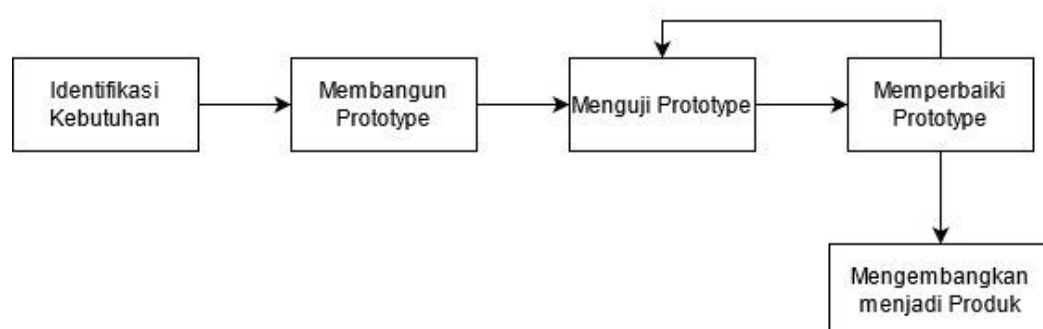 Identifikasi
Kebutuhan
Membangun
Prototype
Menguji Prototype
Memperbaiki
Prototype
Mengembangkan
menjadi Produk